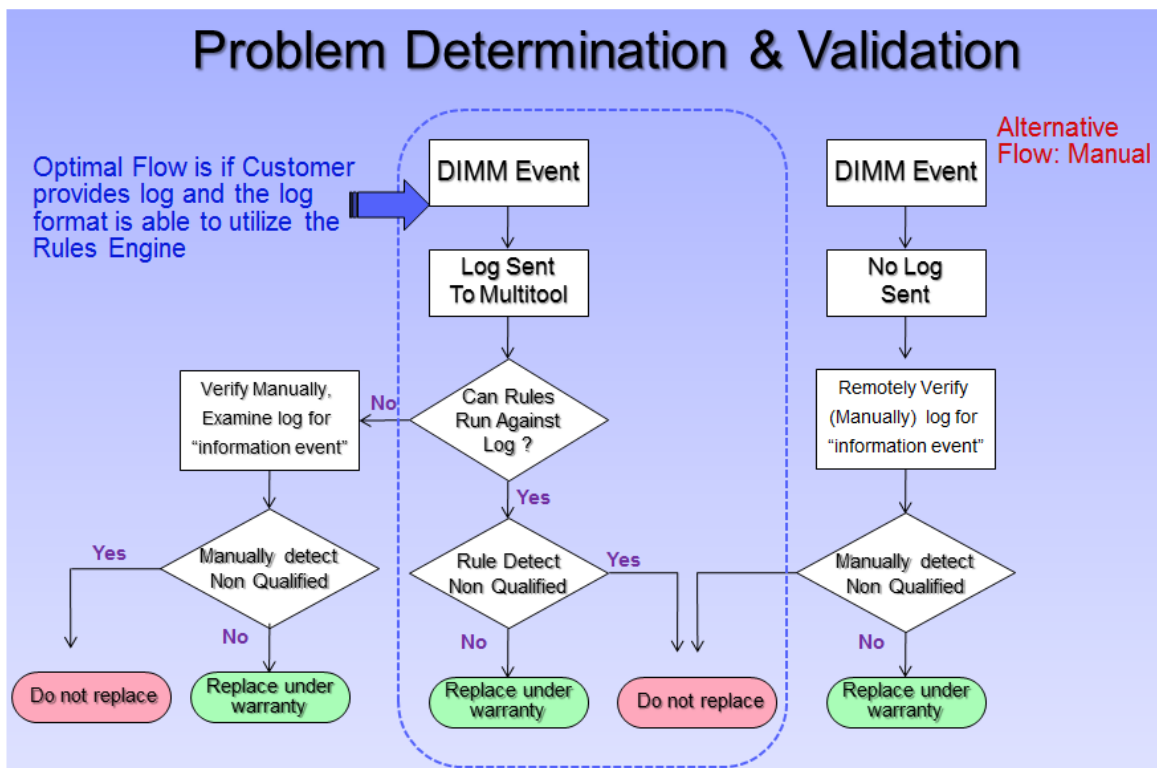 Problem Determination & Validation
Optimal Flow is if Customer
provides log and the log
format is able to utilize the
Rules Engine
DIMM Event
DIMM Event
Alternative
Flow: Manual
Log Sent
To Multitool
No Log
Sent
Verify Manually,
Examine log for
“information event”
No
Can Rules
Run Against
Log ?
Remotely Verify
(Manually) log for
“information event”
Yes
Yes
Manually detect
Non Qualified
Rule Detect
Non Qualified
Yes
Manually detect
Non Qualified
No
No
No
Do not replace
Replace under
warranty
Replace under
warranty
Do not replace
Replace under
warranty